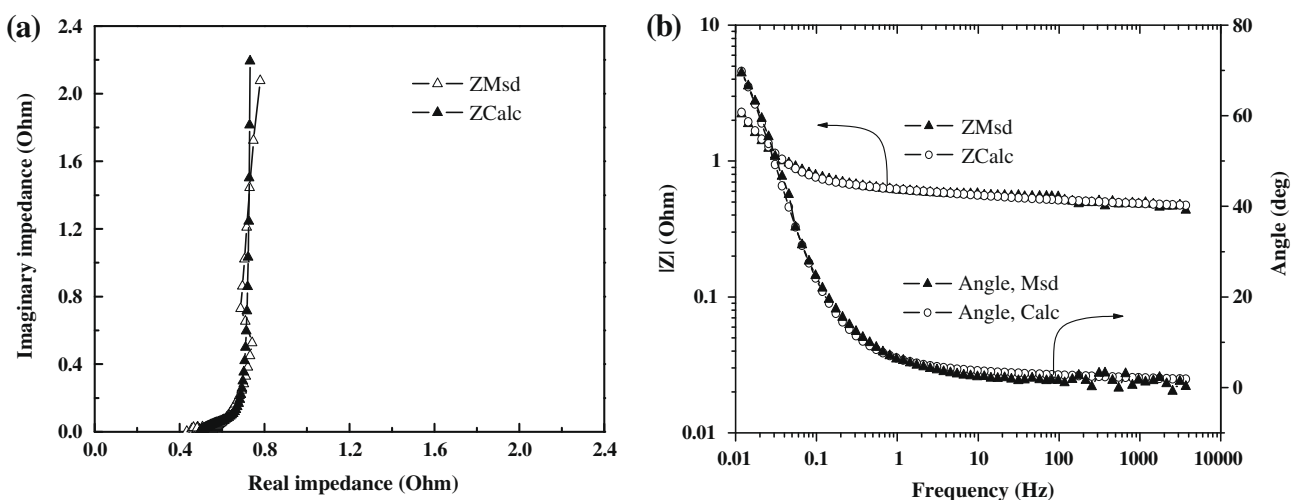 (a)
2.4
2.0
1.6
1.2
0.8
0.4
0.0
Imaginary impedance (Ohm)
0.0 0.4 0.8 1.2 1.6 2.0 2.4
Real impedance (Ohm)
ZMsd
ZCalc
(b)
10
1
0.1
0.01
|Z| (Ohm)
80
60
40
20
0
Angle (deg)
0.01 0.1 1 10 100 1000 10000
Frequency (Hz)
ZMsd
ZCalc
Angle, Msd
Angle, Calc